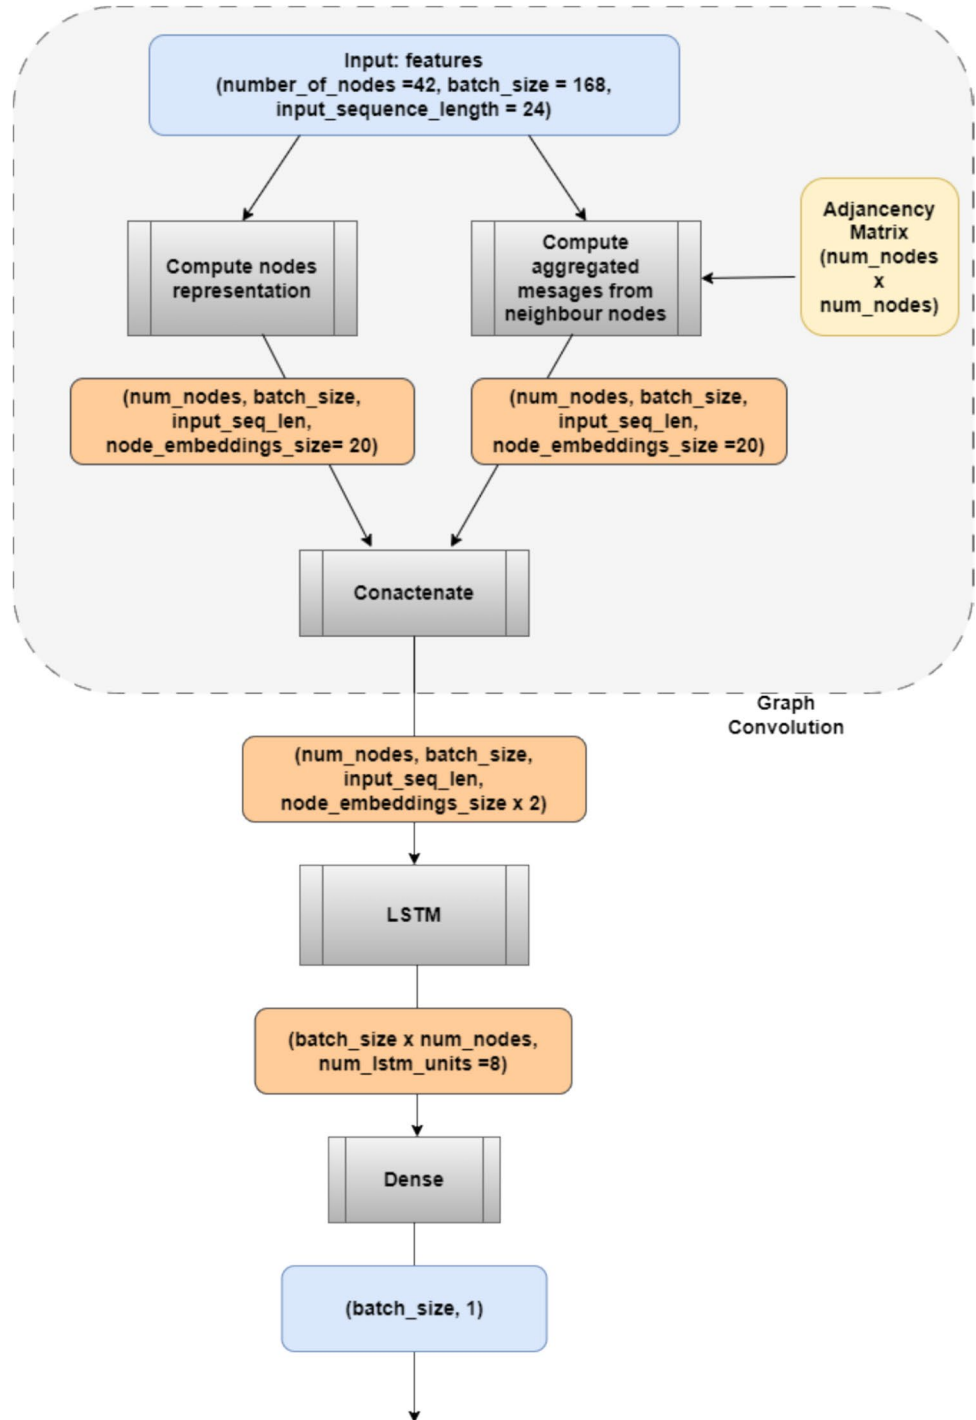 Input: features
(number_of_nodes =42, batch_size = 168,
input_sequence_length = 24)
Compute nodes
representation
Compute
aggregated
mesages from
neighbour nodes
Adjancency
Matrix
(num_nodes
x
num_nodes)
(num_nodes, batch_size,
input_seq_len,
node_embeddings_size= 20)
(num_nodes, batch_size,
input_seq_len,
node_embeddings_size =20)
Conactenate
Graph
Convolution
(num_nodes, batch_size,
input_seq_len,
node_embeddings_size x 2)
LSTM
(batch_size x num_nodes,
num_lstm_units =8)
Dense
(batch_size, 1)